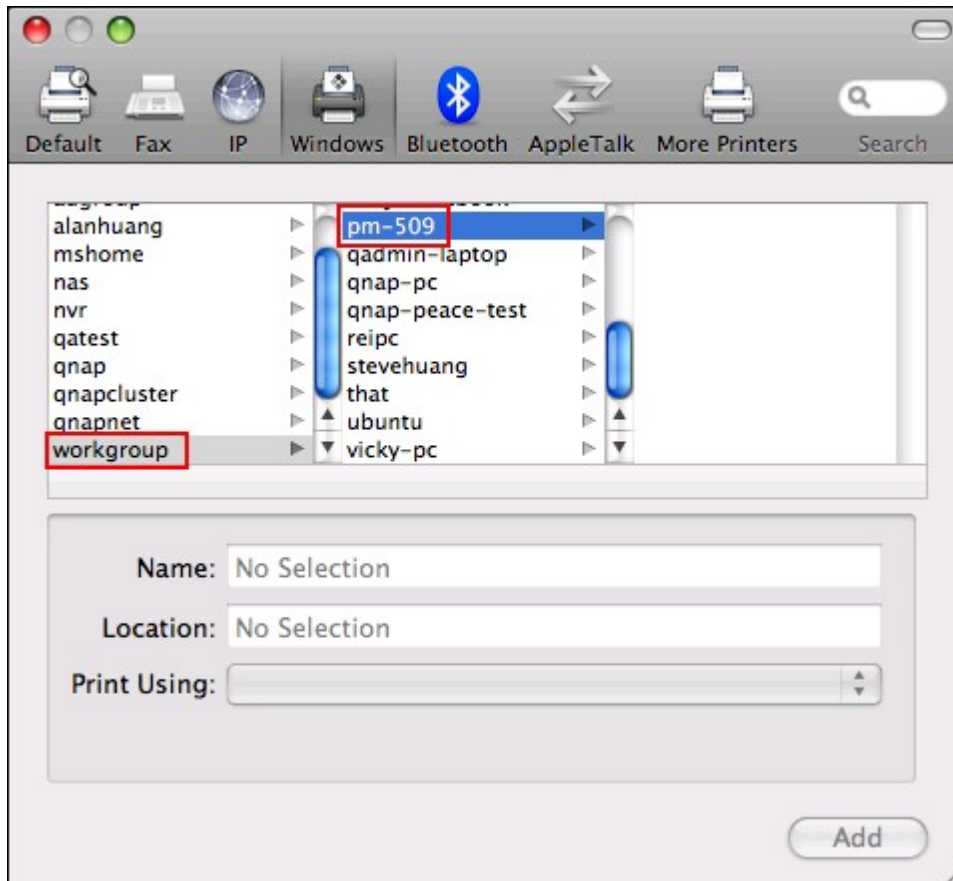 Default Fax IP Windows Bluetooth AppleTalk More Printers Search
alanhuang
mshome
nas
nvr
qatest
qnap
qnapcluster
qnapnet
workgroup
pm-509
qadmin-laptop
qnap-pc
qnap-peace-test
reipc
stevehuang
that
ubuntu
vicky-pc
Name: No Selection
Location: No Selection
Print Using:
Add